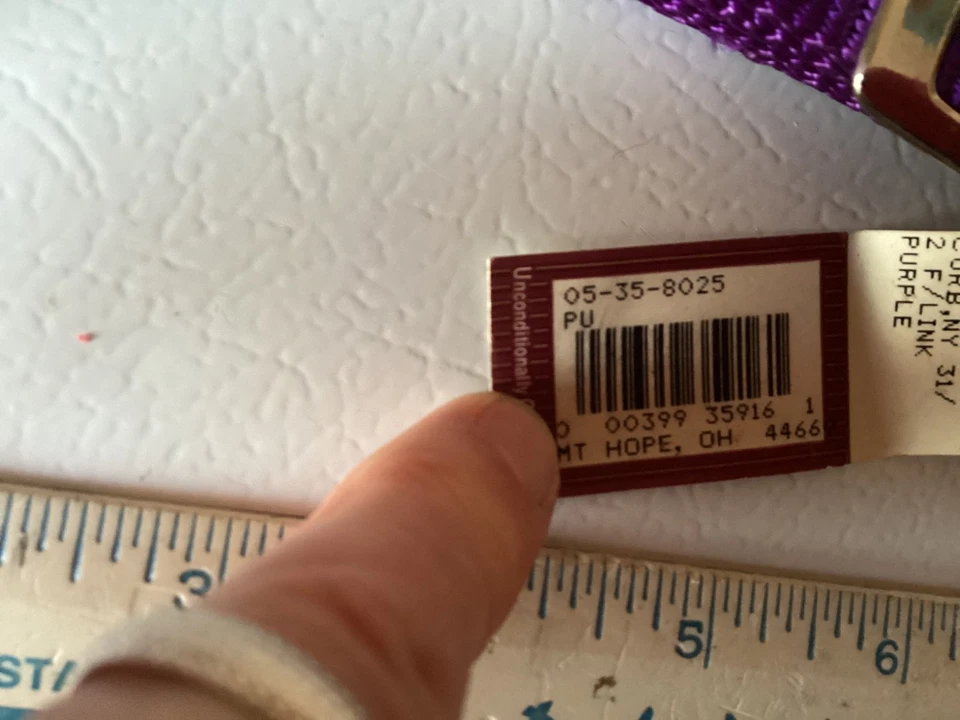 Unconditionally
05-35-8025
PU
0 00399 35916 1
MT HOPE, OH 4466
CURB,NY 31/
2 F/LINK
PURPLE
3
5
6